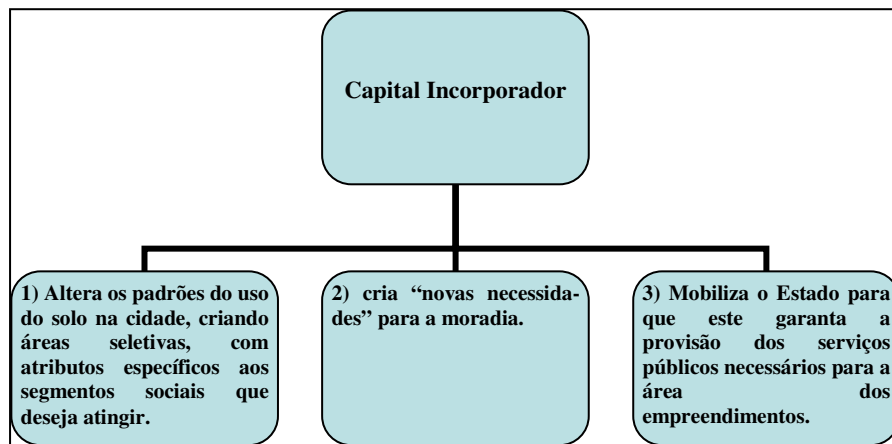 Capital Incorporador
1) Altera os padrões do uso
do solo na cidade, criando
áreas seletivas, com
atributos específicos aos
segmentos sociais que
deseja atingir.
2) cria “novas necessida-
des” para a moradia.
3) Mobiliza o Estado para
que este garanta a
provisão dos serviços
públicos necessários para a
área dos
empreendimentos.